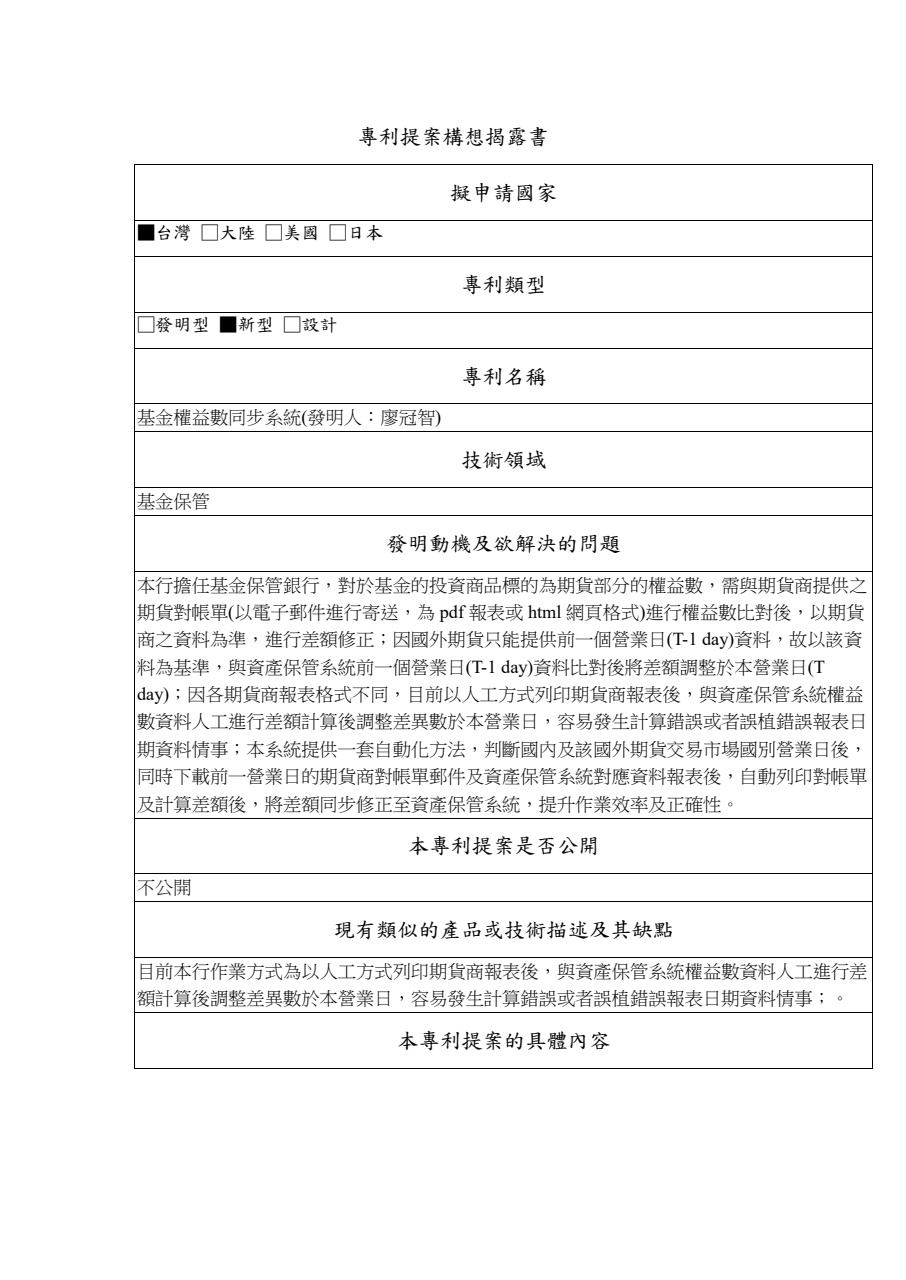 專利提案構想揭露書
擬申請國家
■台灣 □大陸 □美國 □日本
專利類型
□發明型 ■新型 □設計
專利名稱
基金權益數同步系統(發明人：廖冠智)
技術領域
基金保管
發明動機及欲解決的問題
本行擔任基金保管銀行，對於基金的投資商品標的為期貨部分的權益數，需與期貨商提供之
期貨對帳單(以電子郵件進行寄送，為 pdf 報表或 html 網頁格式)進行權益數比對後，以期貨
商之資料為準，進行差額修正；因國外期貨只能提供前一個營業日(T-1 day)資料，故以該資
料為基準，與資產保管系統前一個營業日(T-1 day)資料比對後將差額調整於本營業日(T
day)；因各期貨商報表格式不同，目前以人工方式列印期貨商報表後，與資產保管系統權益
數資料人工進行差額計算後調整差異數於本營業日，容易發生計算錯誤或者誤植錯誤報表日
期資料情事；本系統提供一套自動化方法，判斷國內及該國外期貨交易市場國別營業日後，
同時下載前一營業日的期貨商對帳單郵件及資產保管系統對應資料報表後，自動列印對帳單
及計算差額後，將差額同步修正至資產保管系統，提升作業效率及正確性。
本專利提案是否公開
不公開
現有類似的產品或技術描述及其缺點
目前本行作業方式為以人工方式列印期貨商報表後，與資產保管系統權益數資料人工進行差
額計算後調整差異數於本營業日，容易發生計算錯誤或者誤植錯誤報表日期資料情事；。
本專利提案的具體內容